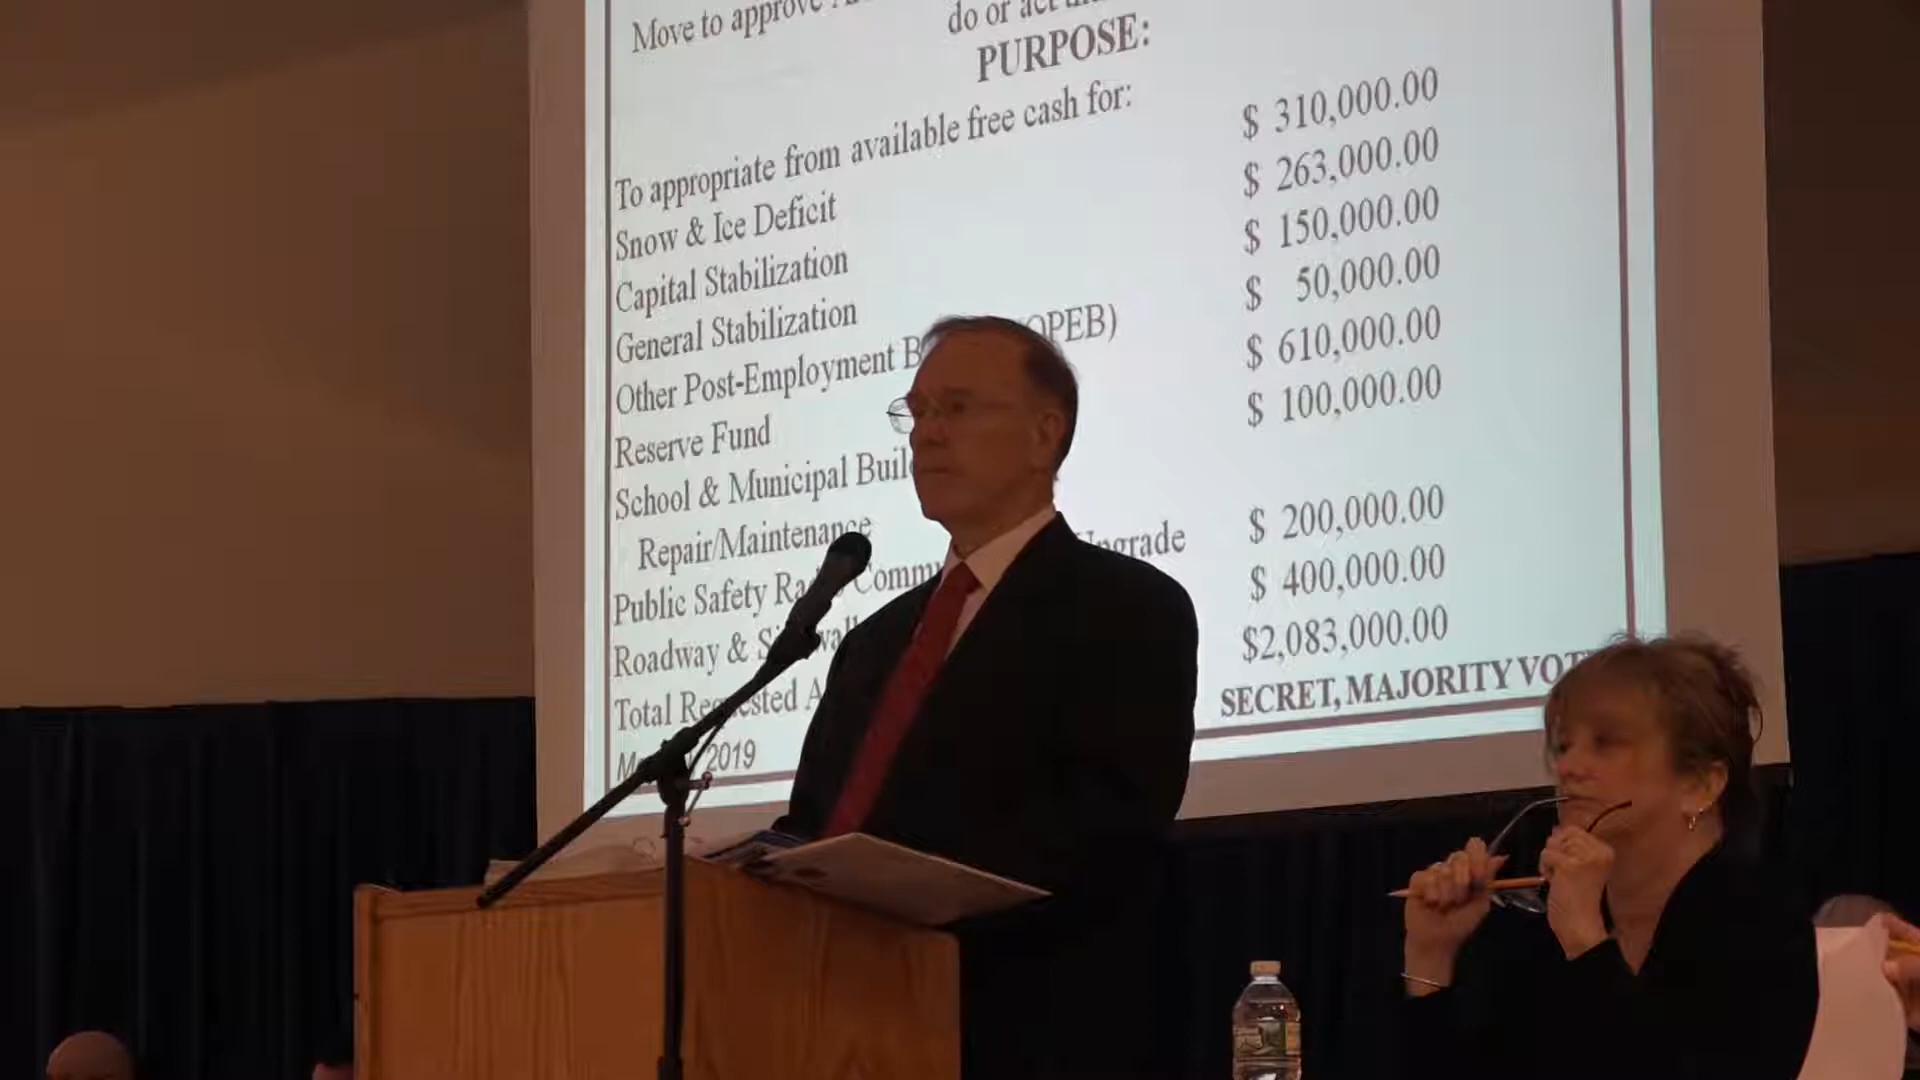 Move to approve
do or act
PURPOSE:
To appropriate from available free cash for:
Snow & Ice Deficit $ 310,000.00
Capital Stabilization $ 263,000.00
General Stabilization $ 150,000.00
Other Post-Employment (OPEB) $ 50,000.00
Reserve Fund $ 610,000.00
School & Municipal $ 100,000.00
Repair/Maintenance
Public Safety Upgrade $ 200,000.00
Roadway & $ 400,000.00
Total $2,083,000.00
SECRET, MAJORITY
2019